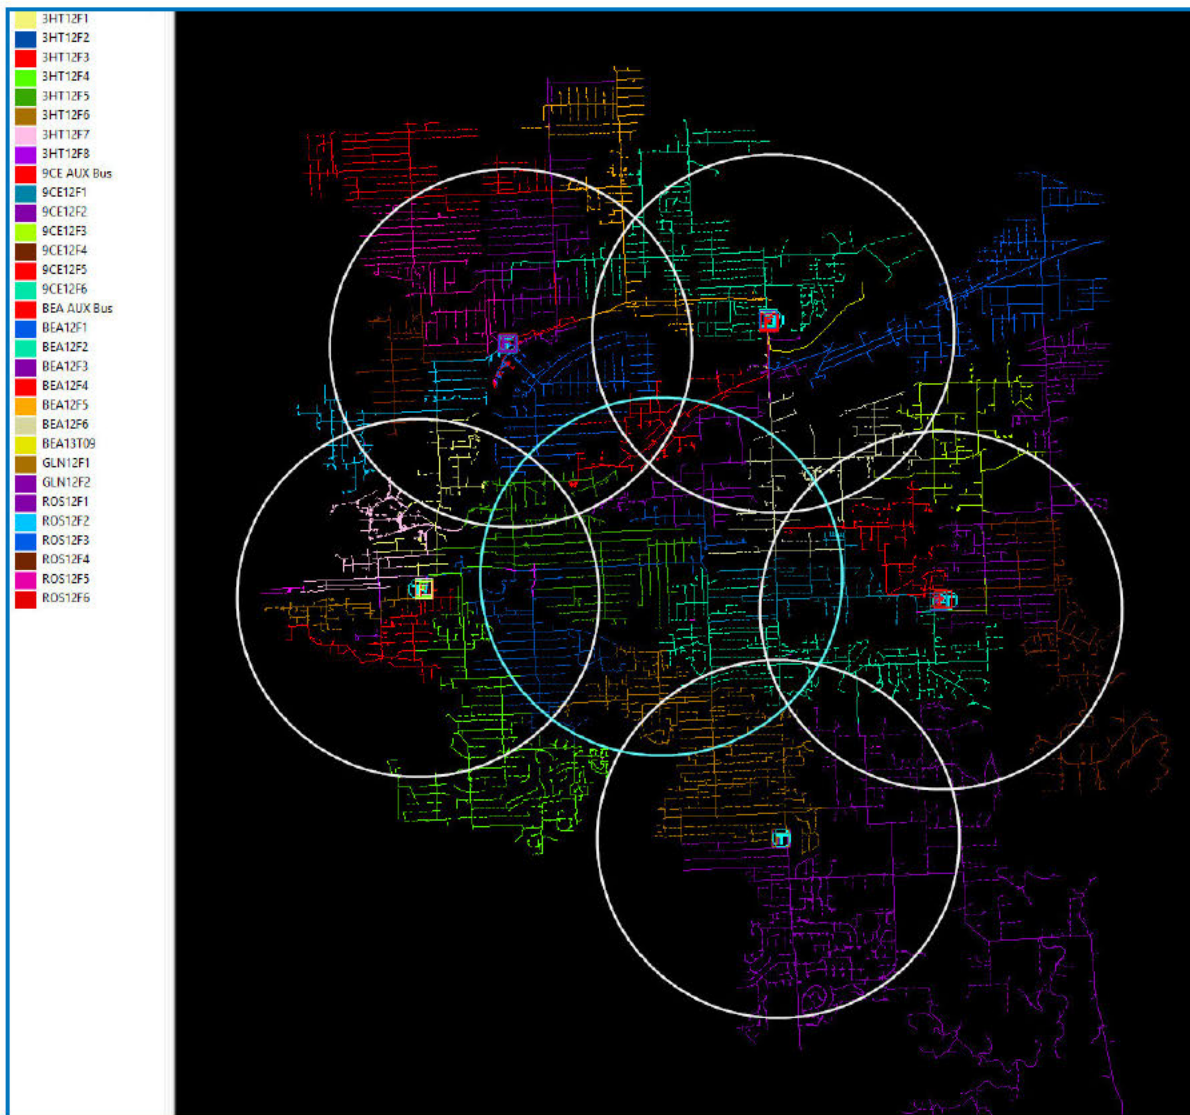 3HT12F1
3HT12F2
3HT12F3
3HT12F4
3HT12F5
3HT12F6
3HT12F7
3HT12F8
9CE AUX Bus
9CE12F1
9CE12F2
9CE12F3
9CE12F4
9CE12F5
9CE12F6
BEA AUX Bus
BEA12F1
BEA12F2
BEA12F3
BEA12F4
BEA12F5
BEA12F6
BEA13T09
GLN12F1
GLN12F2
ROS12F1
ROS12F2
ROS12F3
ROS12F4
ROS12F5
ROS12F6